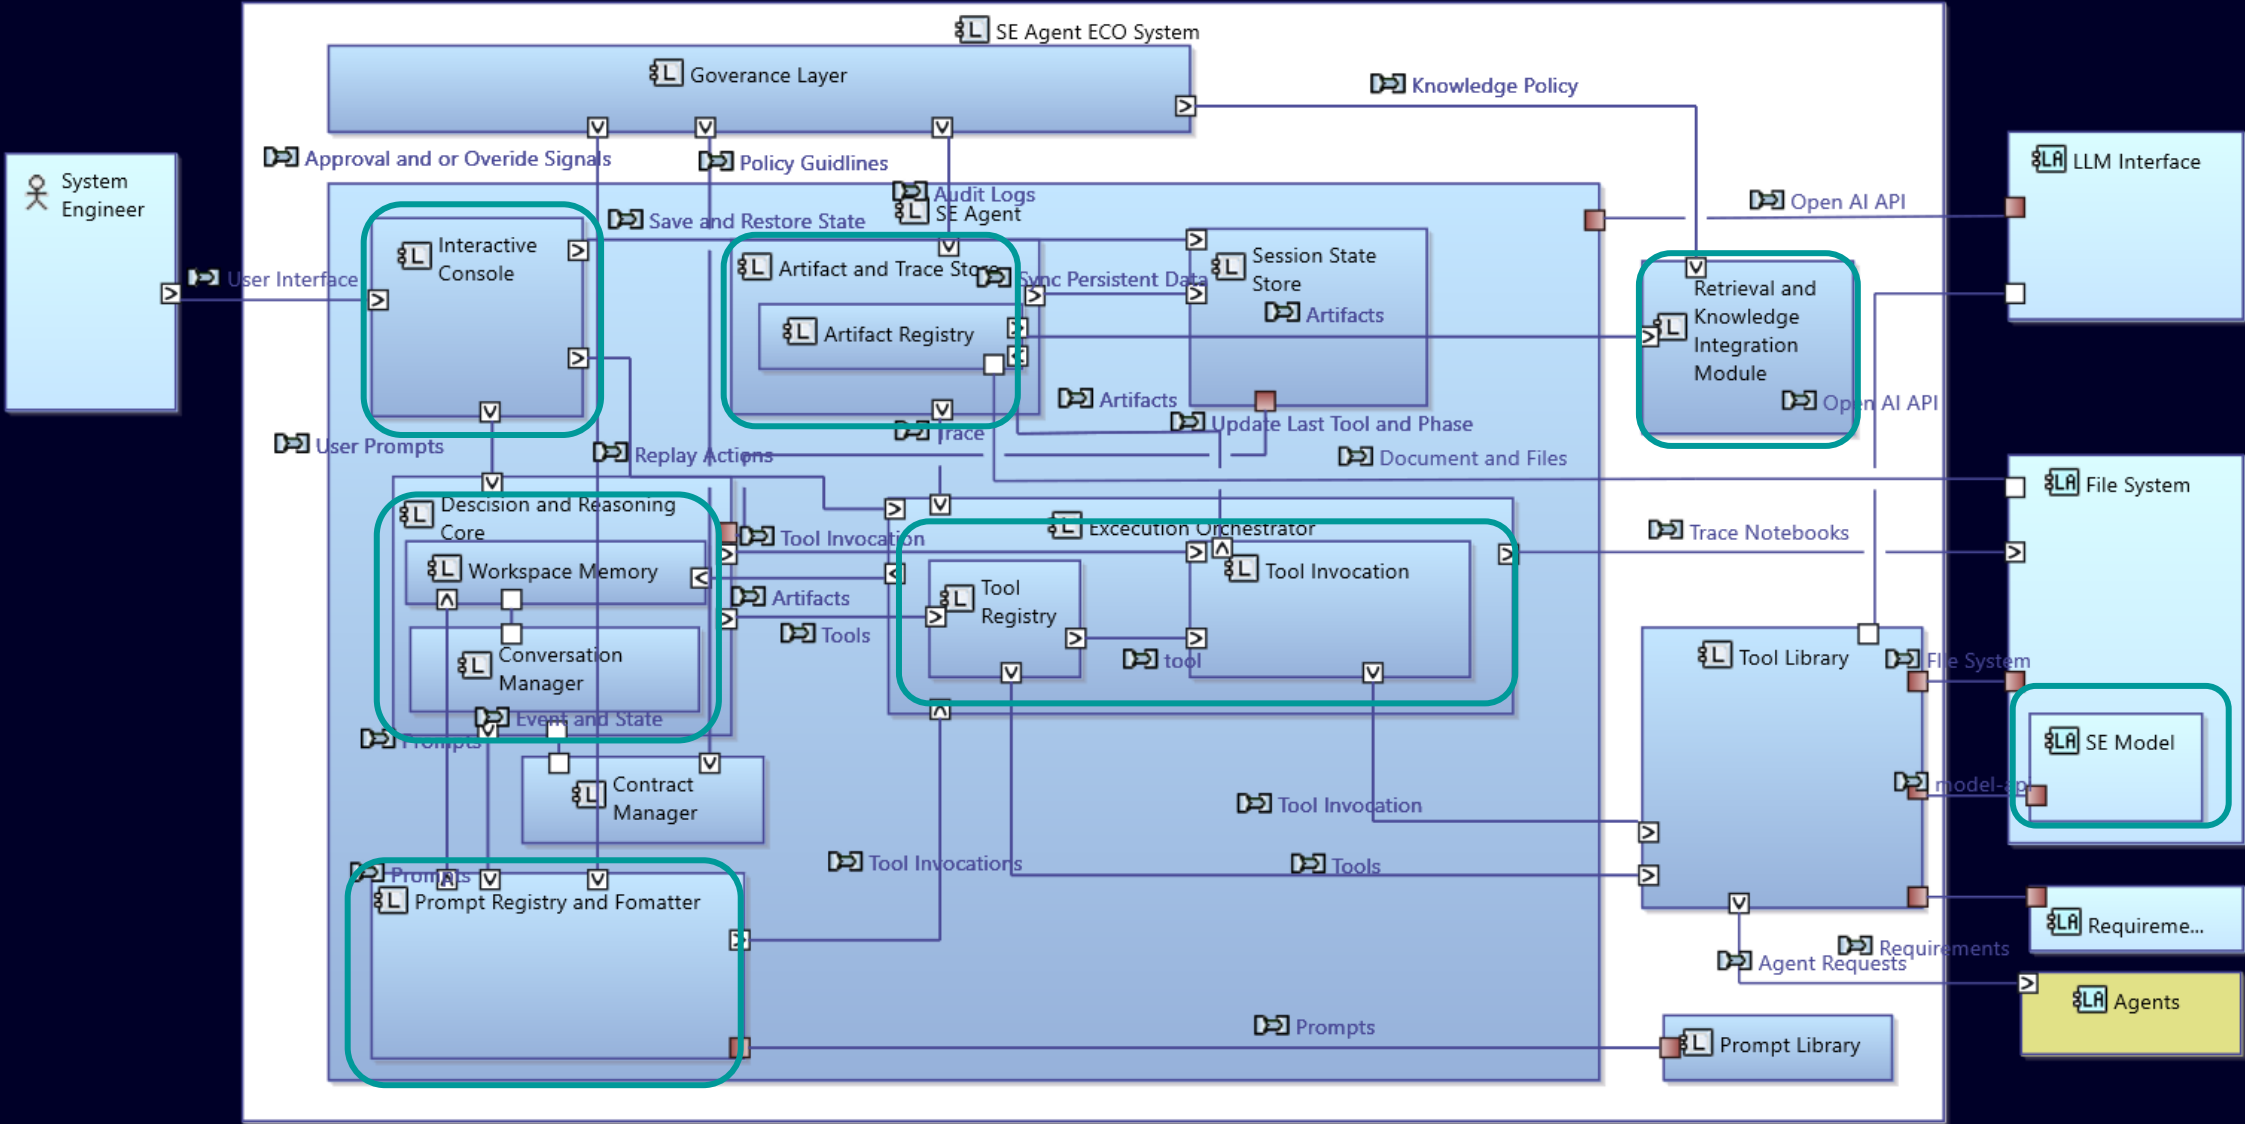 SE Agent ECO System
Goverance Layer
Knowledge Policy
Approval and or Overide Signals
Policy Guidlines
System
Engineer
LLM Interface
Audit Logs
SE Agent
Save and Restore State
Open AI API
Interactive
Console
Artifact and Trace Store
Sync Persistent Data
Session State
Store
User Interface
Retrieval and
Knowledge
Integration
Module
Artifacts
Artifact Registry
Artifacts
Open AI API
Update Last Tool and Phase
Trace
User Prompts
Replay Actions
Document and Files
File System
Descision and Reasoning
Core
Excecution Orchestrator
Trace Notebooks
Tool Invocation
Workspace Memory
Tool Invocation
Tool
Registry
Artifacts
Tools
tool
Conversation
Manager
Tool Library
FIle System
Event and State
Prompts
SE Model
model-api
Contract
Manager
Tool Invocation
Tool Invocations
Tools
Prompts
Prompt Registry and Fomatter
Requireme...
Requirements
Agent Requests
Agents
Prompts
Prompt Library